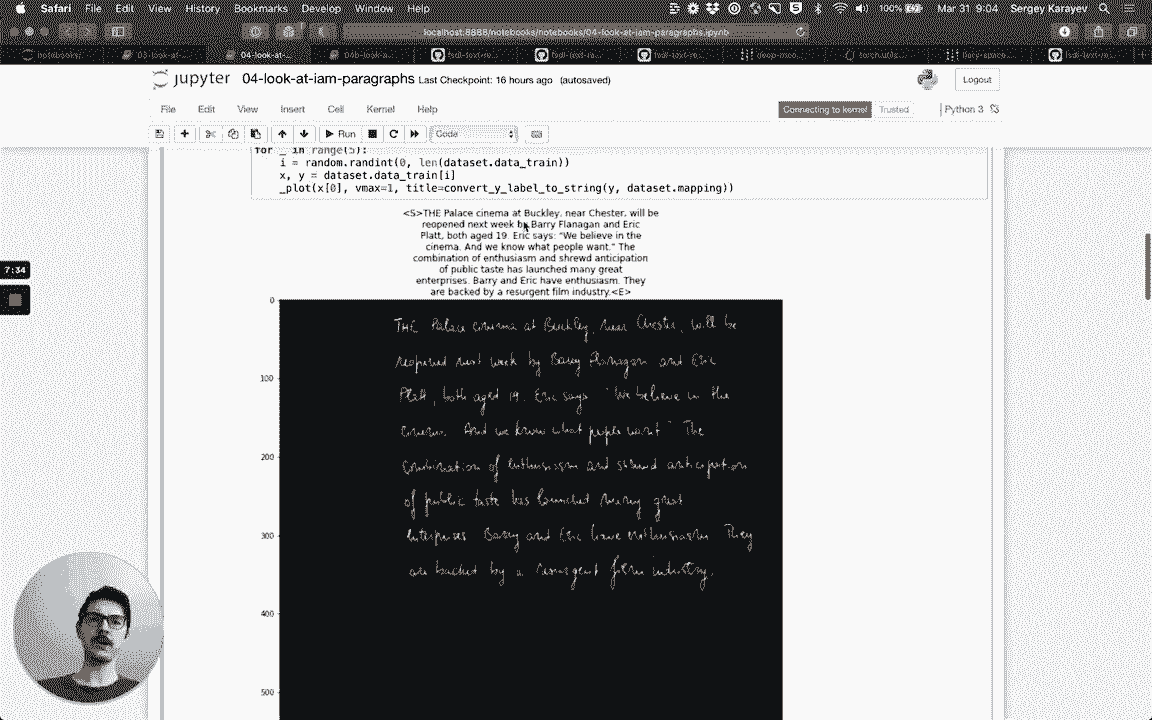 Safari File Edit View History Bookmarks Develop Window Help 100% Mar 31 9:04 Sergey Karayev
localhost:8888/notebooks/notebooks/04-look-at-iam-paragraphs.ipynb
notebooks/ 03-look-at-... 04-look-at-... 04b-look-a... fsdl-text-re... fsdl-text-re... fsdl-text-re...
jupyter 04-look-at-iam-paragraphs Last Checkpoint: 16 hours ago (autosaved) Logout
File Edit View Insert Cell Kernel Help Connecting to kernel Trusted Python 3
Run Code
for _ in range(5):
i = random.randint(0, len(dataset.data_train))
x, y = dataset.data_train[i]
_plot(x[0], vmax=1, title=convert_y_label_to_string(y, dataset.mapping))
<S>THE Palace cinema at Buckley, near Chester, will be
reopened next week by Barry Flanagan and Eric
Platt, both aged 19. Eric says: "We believe in the
cinema. And we know what people want." The
combination of enthusiasm and shrewd anticipation
of public taste has launched many great
enterprises. Barry and Eric have enthusiasm. They
are backed by a resurgent film industry.<E>
0
THE Palace cinema at Buckley, near Chester, will be
reopened next week by Barry Flanagan and Eric
100
Platt, both aged 19. Eric says "We believe in the
cinema. And we know what people want" The
200
combination of enthusiasm and shrewd anticipation
of public taste has launched many great
300
enterprises Barry and Eric have enthusiasm They
are backed by a resurgent film industry.
400
500
7:34